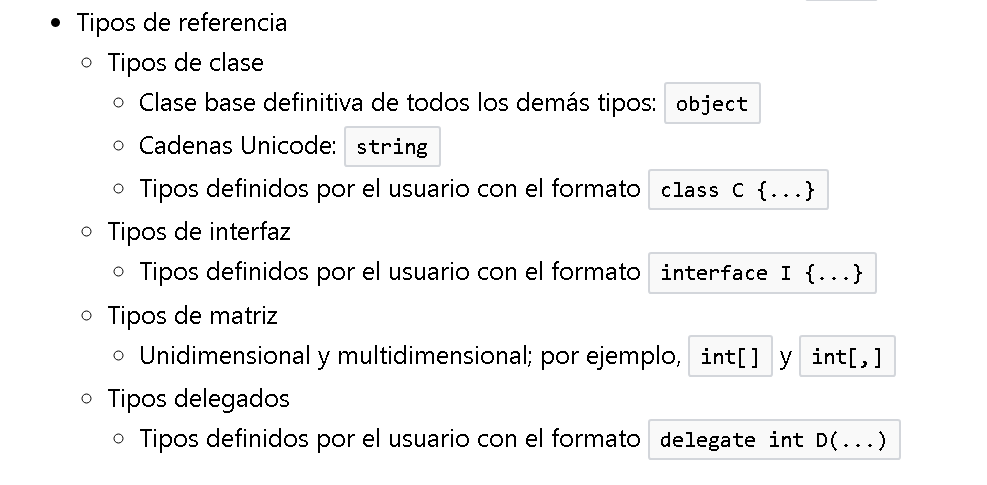 Tipos de referencia
Tipos de clase
Clase base definitiva de todos los demás tipos: object
Cadenas Unicode: string
Tipos definidos por el usuario con el formato class C {...}
Tipos de interfaz
Tipos definidos por el usuario con el formato interface I {...}
Tipos de matriz
Unidimensional y multidimensional; por ejemplo, int[] y int[,]
Tipos delegados
Tipos definidos por el usuario con el formato delegate int D(...)